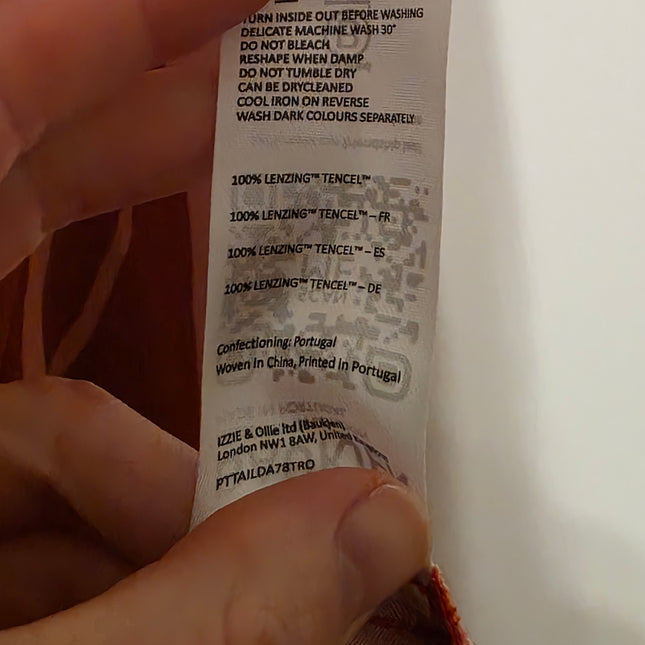 TURN INSIDE OUT BEFORE WASHING
DELICATE MACHINE WASH 30°
DO NOT BLEACH
RESHAPE WHEN DAMP
DO NOT TUMBLE DRY
CAN BE DRYCLEANED
COOL IRON ON REVERSE
WASH DARK COLOURS SEPARATELY
100% LENZING™ TENCEL™
100% LENZING™ TENCEL™ – FR
100% LENZING™ TENCEL™ – ES
100% LENZING™ TENCEL™ – DE
Confectioning: Portugal
Woven in China, Printed in Portugal
IZZIE & Ollie ltd (Baukjen)
London NW1 8AW, United Kingdom
PTTAILDA78TRO